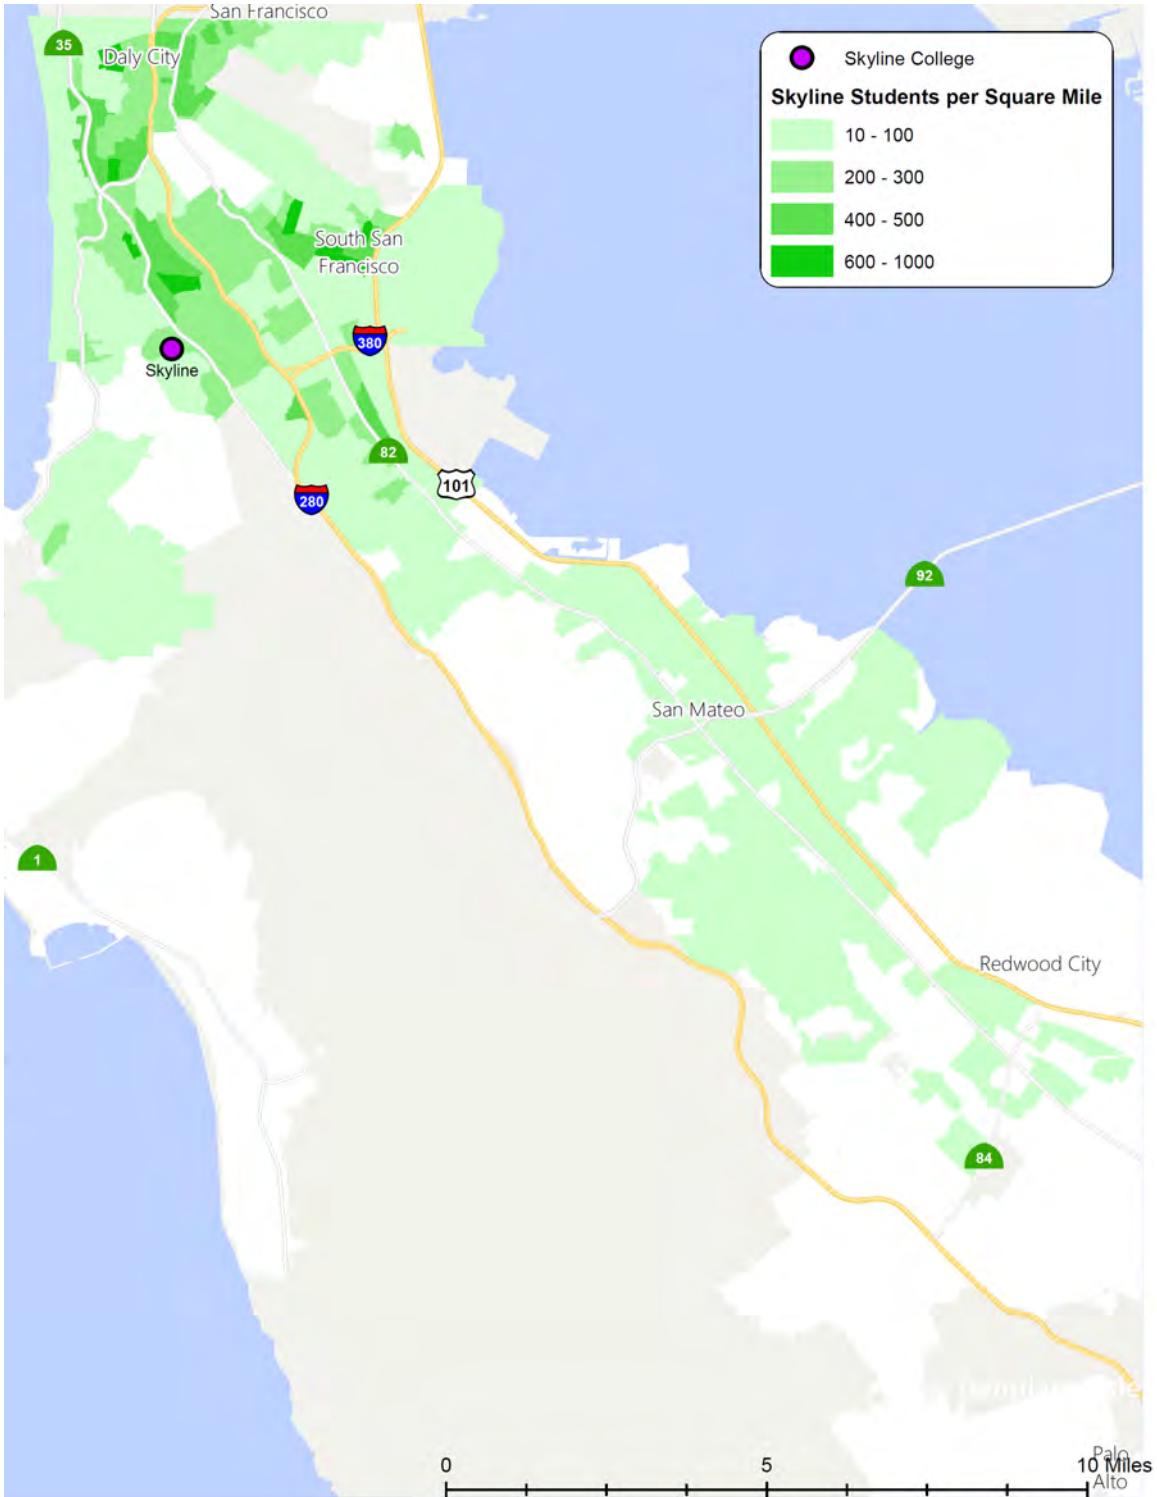 San Francisco
35
Daly City
Skyline College
Skyline Students per Square Mile
10 - 100
200 - 300
400 - 500
600 - 1000
South San
Francisco
380
Skyline
82
101
280
92
San Mateo
1
Redwood City
84
0
5
10 Miles
Palo
Alto